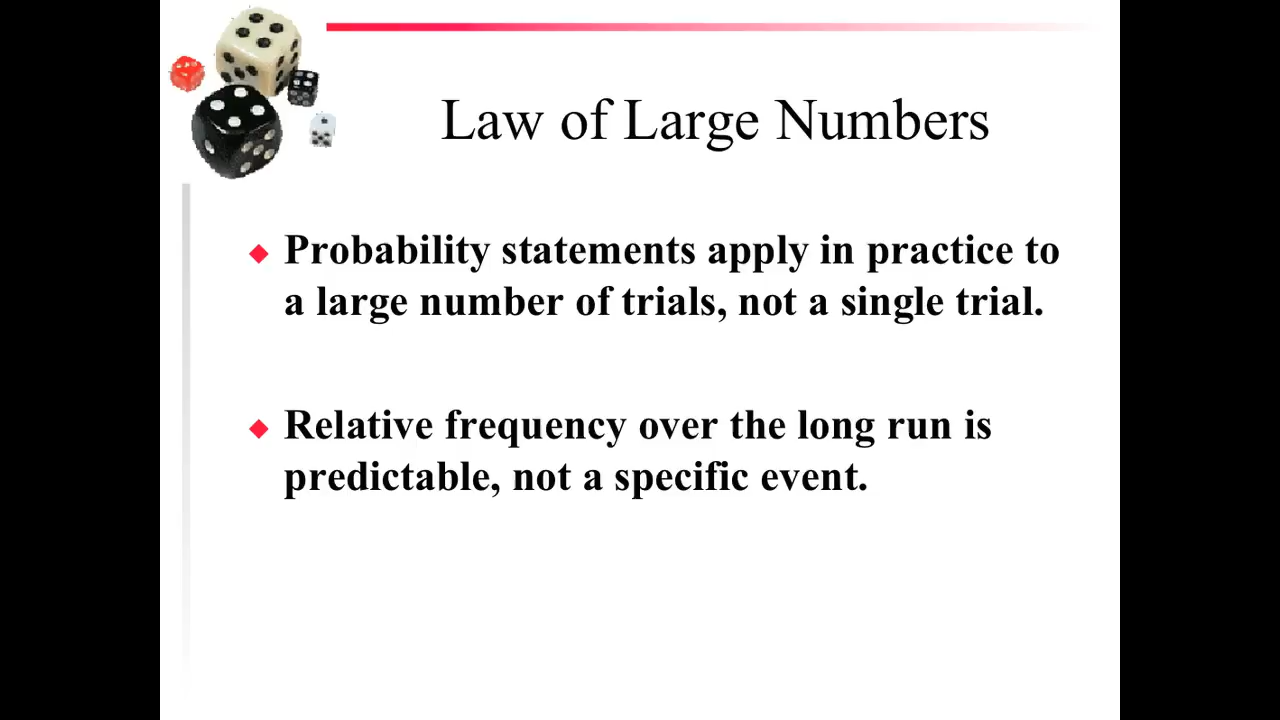 Law of Large Numbers
Probability statements apply in practice to
a large number of trials, not a single trial.
Relative frequency over the long run is
predictable, not a specific event.